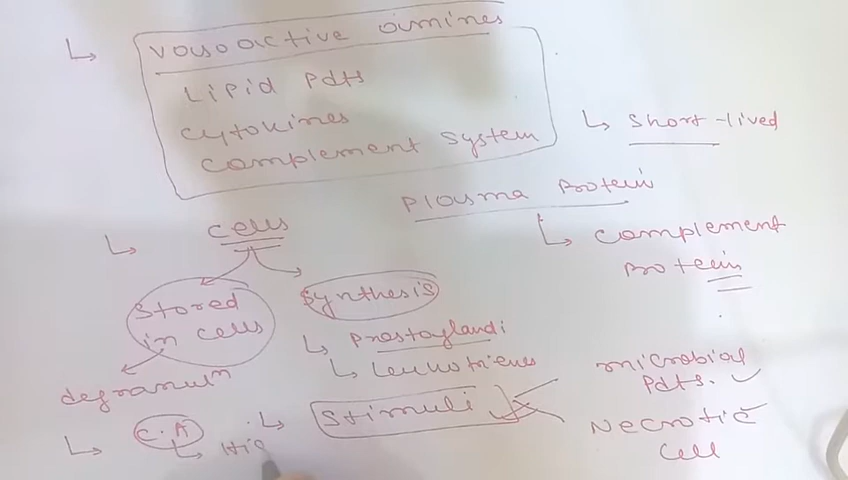 vasoactive amines
Lipid Pdts
cytokines
complement system
short-lived
Plasma Protein
complement
Protein
cells
stored
in cells
synthesis
Prostaglandi
Leukotrienes
degranuln
stimuli
microbial
Pdts.
Necrotic
cell
C.A
His